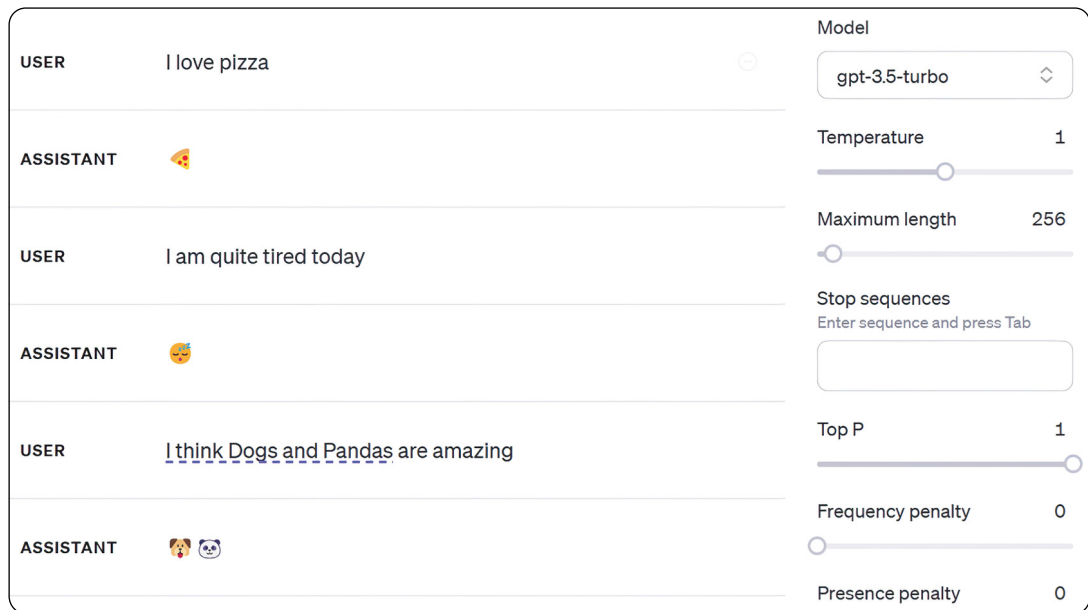 USER I love pizza
ASSISTANT 🍕
USER I am quite tired today
ASSISTANT 😴
USER I think Dogs and Pandas are amazing
ASSISTANT 🐶 🐼
Model
gpt-3.5-turbo
Temperature 1
Maximum length 256
Stop sequences
Enter sequence and press Tab
Top P 1
Frequency penalty 0
Presence penalty 0